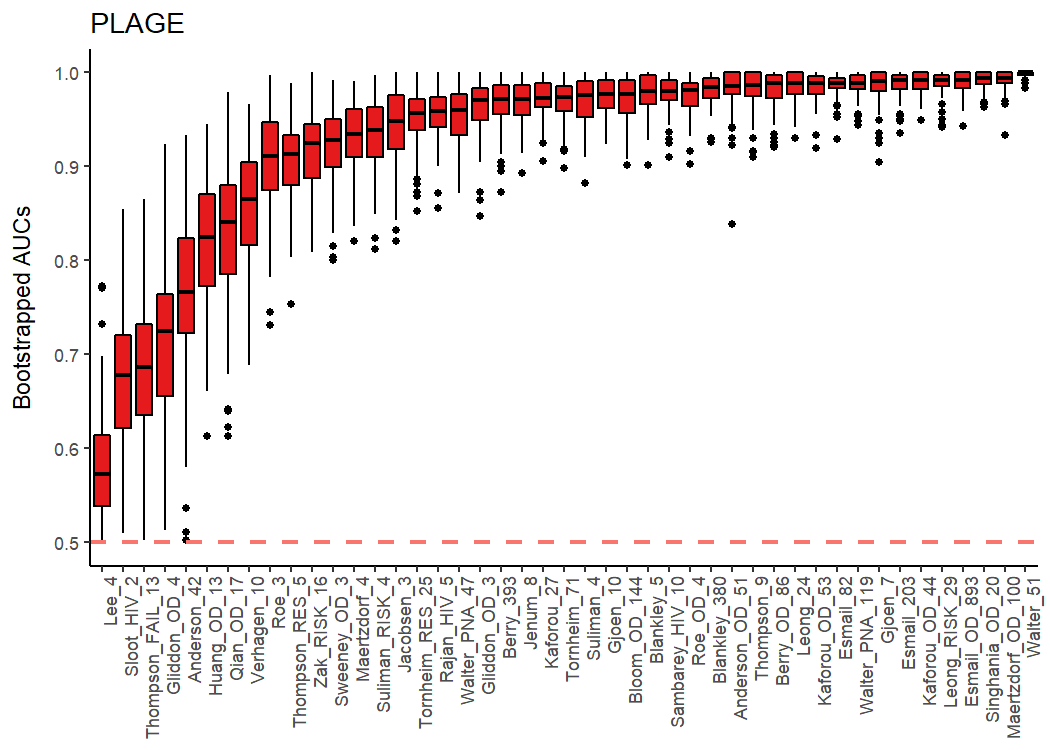 PLAGE
Bootstrapped AUCs
1.0
0.9
0.8
0.7
0.6
0.5
Lee_4
Sloot_HIV_2
Thompson_FAIL_13
Gliddon_OD_4
Anderson_42
Huang_OD_13
Qian_OD_17
Verhagen_10
Roe_3
Thompson_RES_5
Zak_RISK_16
Sweeney_OD_3
Maertzdorf_4
Suliman_RISK_4
Jacobsen_3
Tornheim_RES_25
Rajan_HIV_5
Walter_PNA_47
Gliddon_OD_3
Berry_393
Jenum_8
Kaforou_27
Tornheim_71
Suliman_4
Gjoen_10
Bloom_OD_144
Blankley_5
Sambarey_HIV_10
Roe_OD_4
Blankley_380
Anderson_OD_51
Thompson_9
Berry_OD_86
Leong_24
Kaforou_OD_53
Esmail_82
Walter_PNA_119
Gjoen_7
Esmail_203
Kaforou_OD_44
Leong_RISK_29
Esmail_OD_893
Singhania_OD_20
Maertzdorf_OD_100
Walter_51